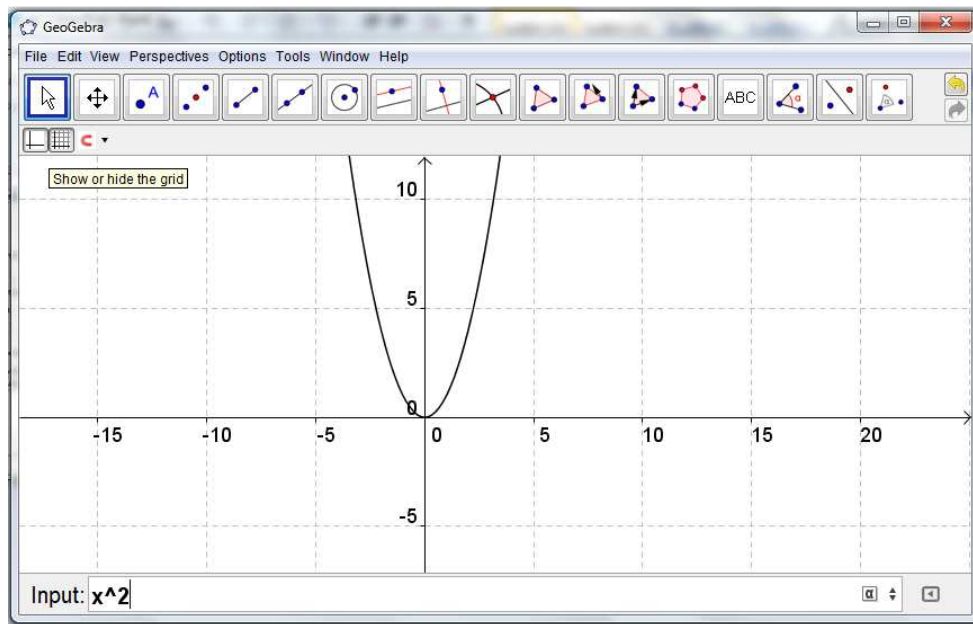 GeoGebra
File Edit View Perspectives Options Tools Window Help
A ABC α a
Show or hide the grid
10
5
0
-15 -10 -5 0 5 10 15 20
-5
Input: x^2 α